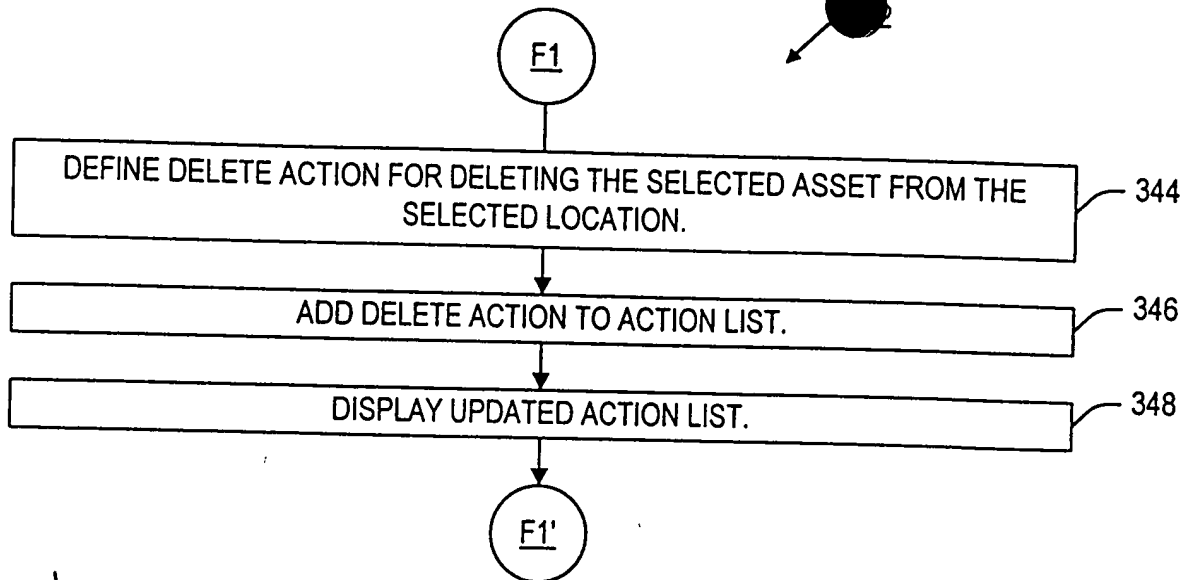 F1
DEFINE DELETE ACTION FOR DELETING THE SELECTED ASSET FROM THE
SELECTED LOCATION.
344
ADD DELETE ACTION TO ACTION LIST.
346
DISPLAY UPDATED ACTION LIST.
348
F1'